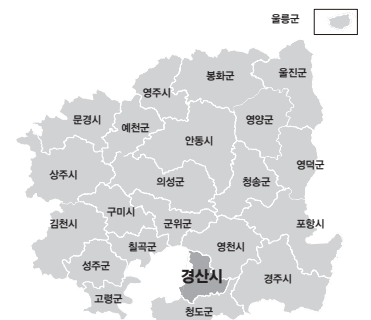 울릉군
봉화군
울진군
영주시
문경시
예천군
영양군
안동시
영덕군
상주시
의성군
청송군
구미시
김천시
군위군
포항시
칠곡군
영천시
성주군
경산시
경주시
고령군
청도군